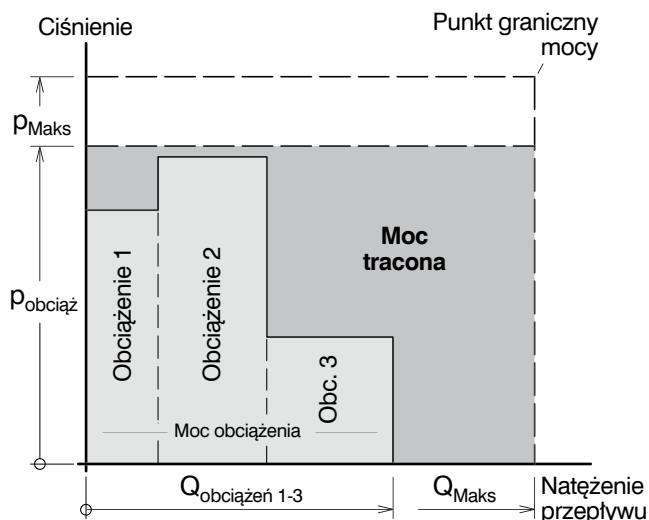 Ciśnienie
Punkt graniczny
mocy
pMaks
Moc
tracona
pobciąż
Obciążenie 1
Obciążenie 2
Obc. 3
Moc obciążenia
Qobciążeń 1-3
QMaks
Natężenie
przepływu